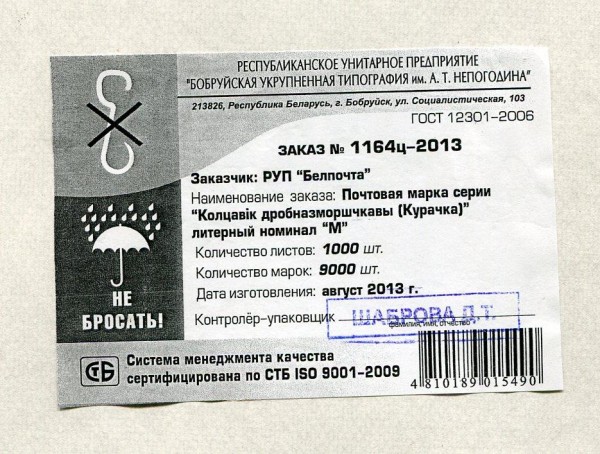 РЕСПУБЛИКАНСКОЕ УНИТАРНОЕ ПРЕДПРИЯТИЕ
"БОБРУЙСКАЯ УКРУПНЕННАЯ ТИПОГРАФИЯ им. А. Т. НЕПОГОДИНА"
213826, Республика Беларусь, г. Бобруйск, ул. Социалистическая, 103
ГОСТ 12301-2006
ЗАКАЗ № 1164ц-2013
Заказчик: РУП "Белпочта"
Наименование заказа: Почтовая марка серии
"Колцавік дробназморшчкавы (Курачка)"
литерный номинал "М"
Количество листов: 1000 шт.
Количество марок: 9000 шт.
Дата изготовления: август 2013 г.
Контролёр-упаковщик ШАБРОВА Д.Т.
фамилия, имя, отчество
НЕ
БРОСАТЬ!
СТБ
Система менеджмента качества
сертифицирована по СТБ ISO 9001-2009
4 810189 015490